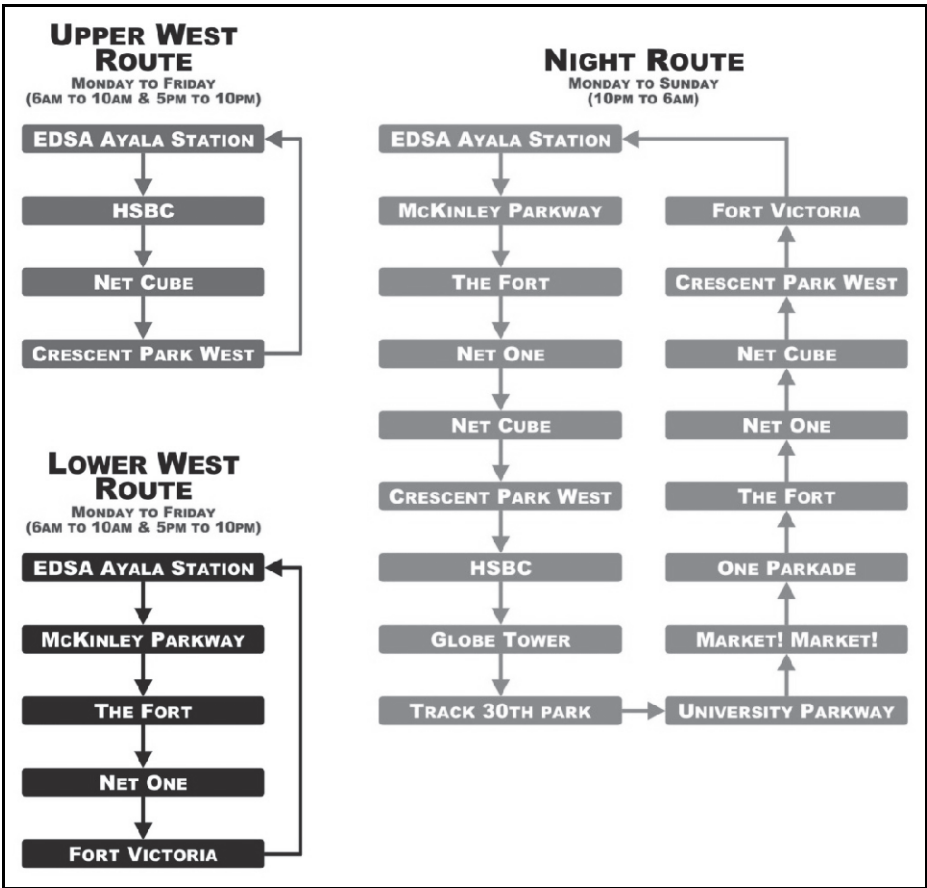 UPPER WEST
ROUTE
MONDAY TO FRIDAY
(6AM TO 10AM & 5PM TO 10PM)
EDSA AYALA STATION
HSBC
NET CUBE
CRESCENT PARK WEST
LOWER WEST
ROUTE
MONDAY TO FRIDAY
(6AM TO 10AM & 5PM TO 10PM)
EDSA AYALA STATION
MCKINLEY PARKWAY
THE FORT
NET ONE
FORT VICTORIA
NIGHT ROUTE
MONDAY TO SUNDAY
(10PM TO 6AM)
EDSA AYALA STATION
MCKINLEY PARKWAY
THE FORT
NET ONE
NET CUBE
CRESCENT PARK WEST
HSBC
GLOBE TOWER
TRACK 30TH PARK
UNIVERSITY PARKWAY
MARKET! MARKET!
ONE PARKADE
THE FORT
NET ONE
NET CUBE
CRESCENT PARK WEST
FORT VICTORIA